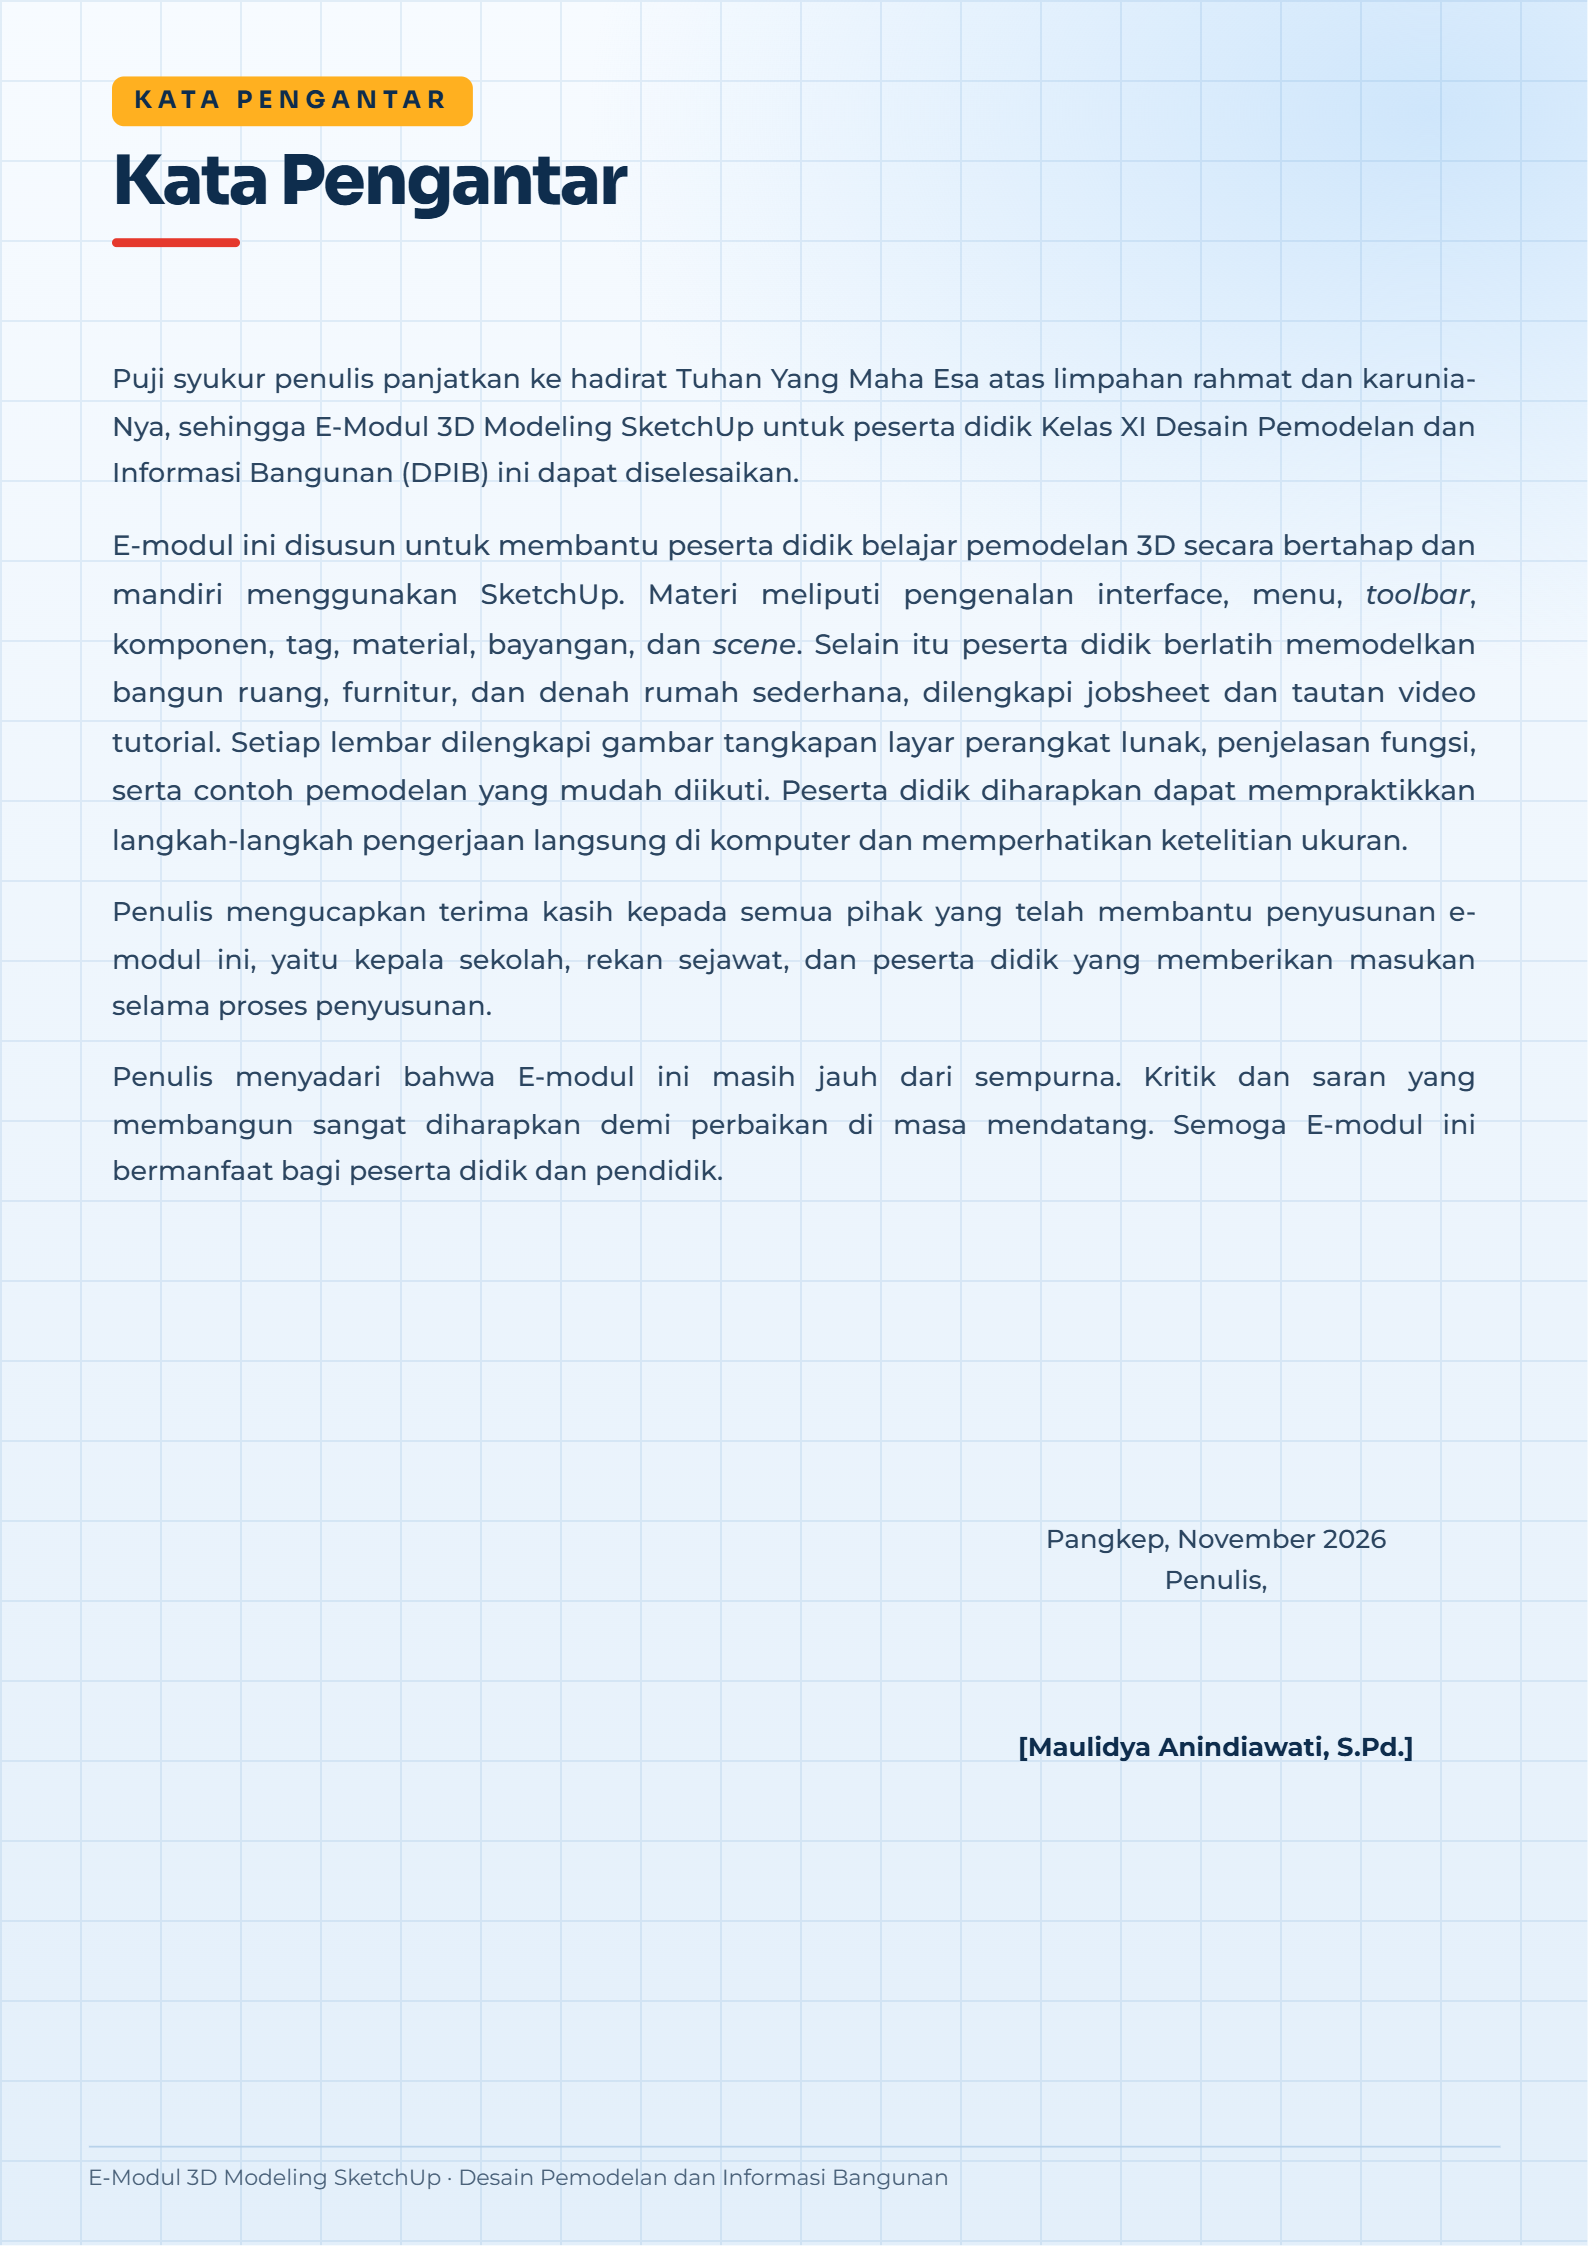 KATA PENGANTAR
Kata Pengantar
Puji syukur penulis panjatkan ke hadirat Tuhan Yang Maha Esa atas limpahan rahmat dan karunia-
Nya, sehingga E-Modul 3D Modeling SketchUp untuk peserta didik Kelas XI Desain Pemodelan dan
Informasi Bangunan (DPIB) ini dapat diselesaikan.
E-modul ini disusun untuk membantu peserta didik belajar pemodelan 3D secara bertahap dan
mandiri menggunakan SketchUp. Materi meliputi pengenalan interface, menu, toolbar,
komponen, tag, material, bayangan, dan scene. Selain itu peserta didik berlatih memodelkan
bangun ruang, furnitur, dan denah rumah sederhana, dilengkapi jobsheet dan tautan video
tutorial. Setiap lembar dilengkapi gambar tangkapan layar perangkat lunak, penjelasan fungsi,
serta contoh pemodelan yang mudah diikuti. Peserta didik diharapkan dapat mempraktikkan
langkah-langkah pengerjaan langsung di komputer dan memperhatikan ketelitian ukuran.
Penulis mengucapkan terima kasih kepada semua pihak yang telah membantu penyusunan e-
modul ini, yaitu kepala sekolah, rekan sejawat, dan peserta didik yang memberikan masukan
selama proses penyusunan.
Penulis menyadari bahwa E-modul ini masih jauh dari sempurna. Kritik dan saran yang
membangun sangat diharapkan demi perbaikan di masa mendatang. Semoga E-modul ini
bermanfaat bagi peserta didik dan pendidik.
Pangkep, November 2026
Penulis,
[Maulidya Anindiawati, S.Pd.]
E-Modul 3D Modeling SketchUp · Desain Pemodelan dan Informasi Bangunan